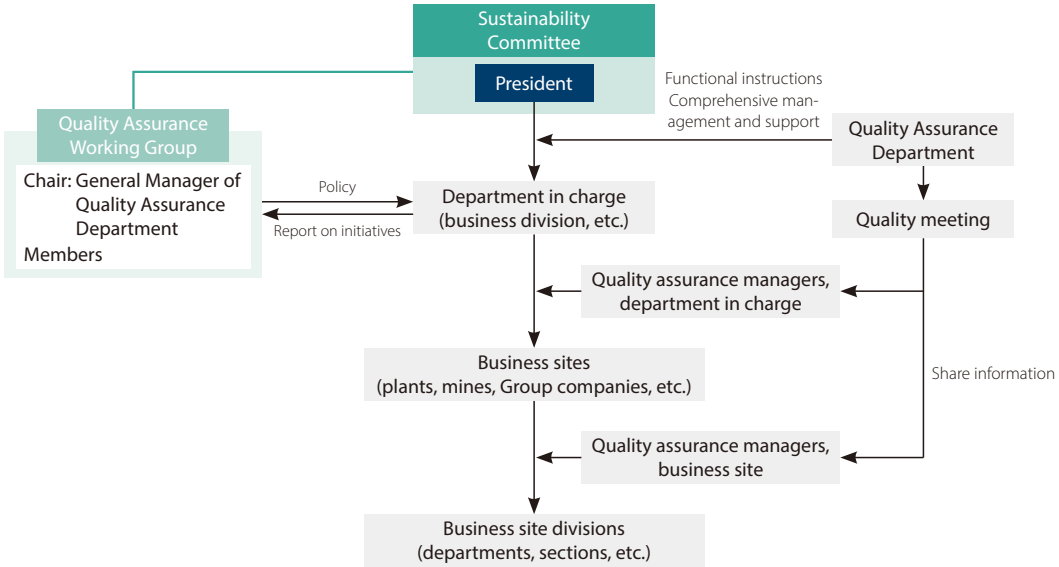 Sustainability
Committee
President
Functional instructions
Comprehensive man-
agement and support
Quality Assurance
Department
Quality Assurance
Working Group
Chair: General Manager of
Quality Assurance
Department
Members
Policy
Report on initiatives
Department in charge
(business division, etc.)
Quality meeting
Quality assurance managers,
department in charge
Business sites
(plants, mines, Group companies, etc.)
Share information
Quality assurance managers,
business site
Business site divisions
(departments, sections, etc.)